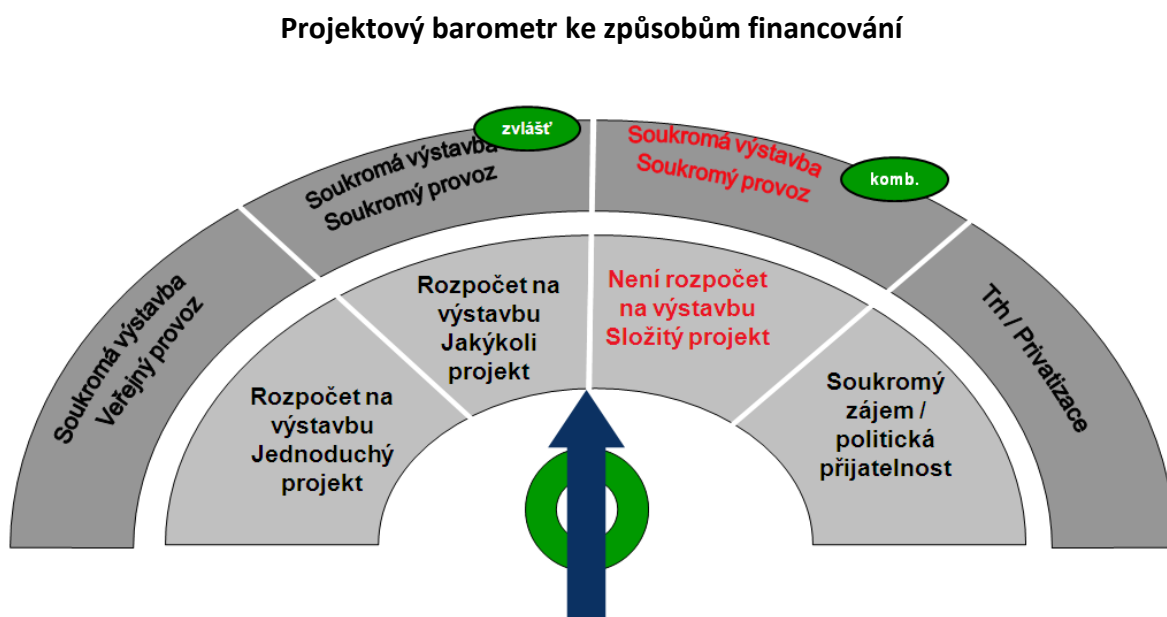 Projektový barometr ke způsobům financování
zvlášť
Soukromá výstavba
Soukromý provoz
Soukromá výstavba
Soukromý provoz
komb.
Soukromá výstavba
Veřejný provoz
Trh / Privatizace
Rozpočet na
výstavbu
Jednoduchý
projekt
Rozpočet na
výstavbu
Jakýkoli
projekt
Není rozpočet
na výstavbu
Složitý projekt
Soukromý
zájem /
politická
přijatelnost